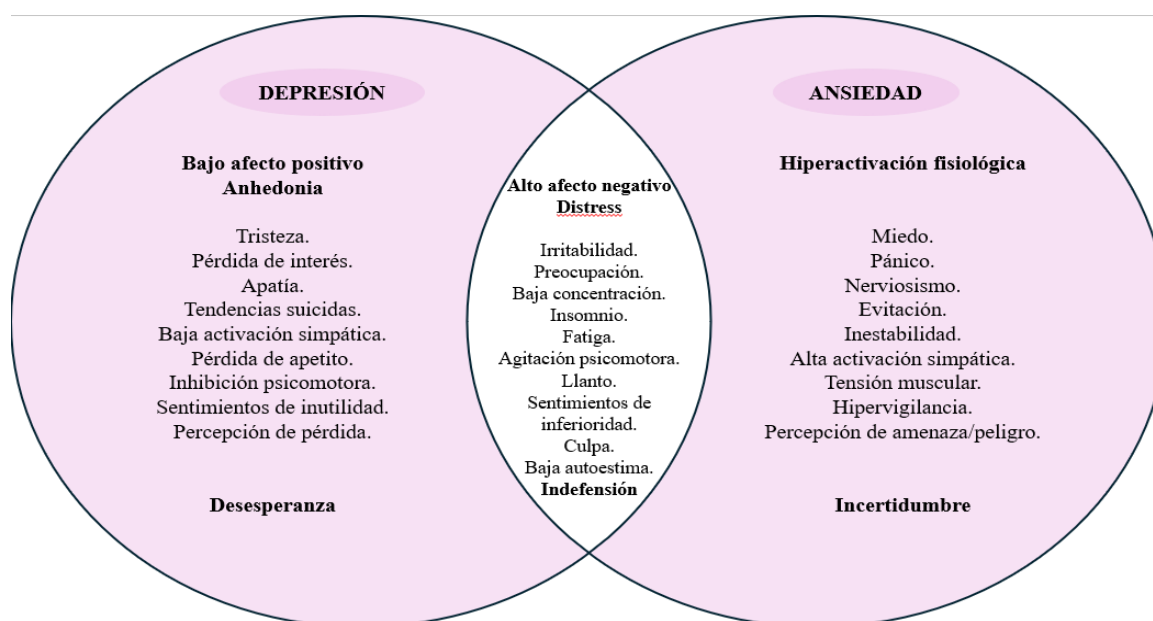 DEPRESIÓN
Bajo afecto positivo
Anhedonia
Tristeza.
Pérdida de interés.
Apatía.
Tendencias suicidas.
Baja activación simpática.
Pérdida de apetito.
Inhibición psicomotora.
Sentimientos de inutilidad.
Percepción de pérdida.
Desesperanza
Alto afecto negativo
Distress
Irritabilidad.
Preocupación.
Baja concentración.
Insomnio.
Fatiga.
Agitación psicomotora.
Llanto.
Sentimientos de
inferioridad.
Culpa.
Baja autoestima.
Indefensión
ANSIEDAD
Hiperactivación fisiológica
Miedo.
Pánico.
Nerviosismo.
Evitación.
Inestabilidad.
Alta activación simpática.
Tensión muscular.
Hipervigilancia.
Percepción de amenaza/peligro.
Incertidumbre